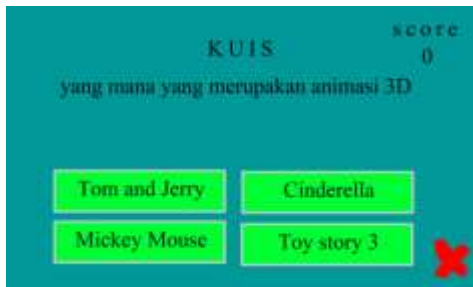 score
KUIS
0
yang mana yang merupakan animasi 3D
Tom and Jerry
Cinderella
Mickey Mouse
Toy story 3